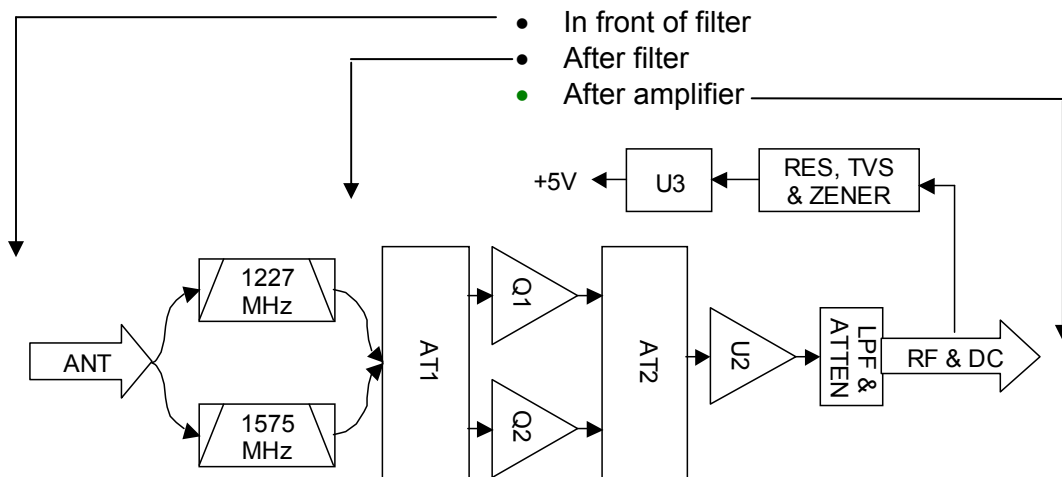 • In front of filter
• After filter
• After amplifier
+5V
U3
RES, TVS
& ZENER
1227
MHz
Q1
ANT
AT1
AT2
U2
LPF &
ATTEN
RF & DC
1575
MHz
Q2